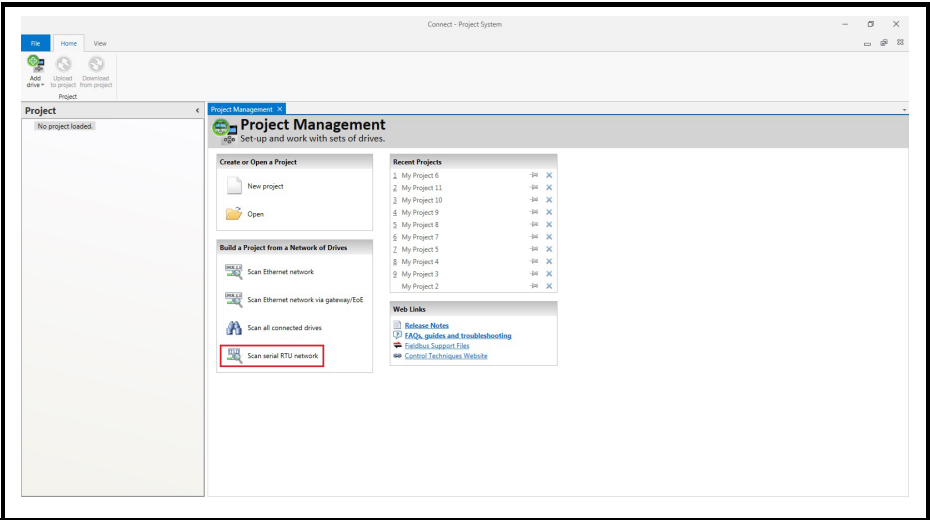 Connect - Project System
File Home View
Add drive
Upload to project
Download from project
Project
Project
No project loaded.
Project Management
Project Management
Set-up and work with sets of drives.
Create or Open a Project
New project
Open
Build a Project from a Network of Drives
Scan Ethernet network
Scan Ethernet network via gateway/EoE
Scan all connected drives
Scan serial RTU network
Recent Projects
1 My Project 6
2 My Project 11
3 My Project 10
4 My Project 9
5 My Project 8
6 My Project 7
7 My Project 5
8 My Project 4
9 My Project 3
My Project 2
Web Links
Release Notes
FAQs, guides and troubleshooting
Fieldbus Support Files
Control Techniques Website